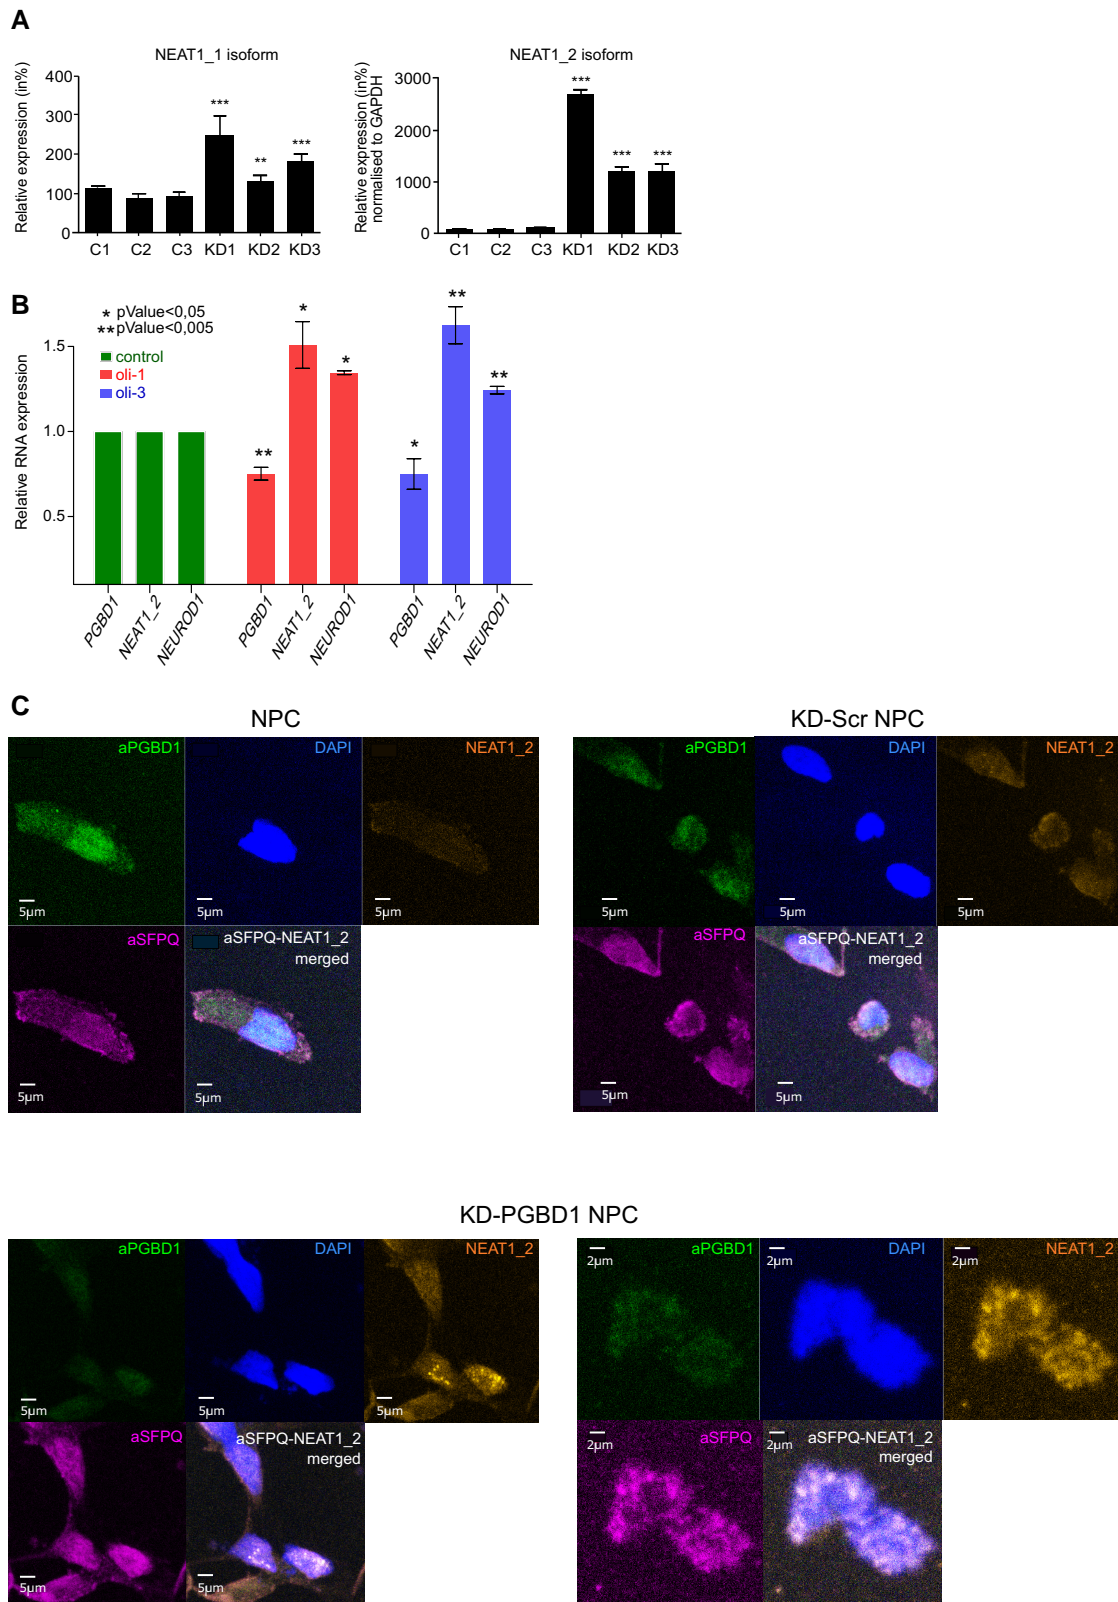 A
NEAT1_1 isoform
Relative expression (in%)
400
300
200
100
0
***
**
***
C1 C2 C3 KD1 KD2 KD3
NEAT1_2 isoform
Relative expression (in%)
normalised to GAPDH
3000
2000
1000
0
***
***
***
C1 C2 C3 KD1 KD2 KD3
B
* pValue<0,05
** pValue<0,005
control
oli-1
oli-3
Relative RNA expression
1.5
1.0
0.5
**
*
*
*
**
**
PGBD1 NEAT1_2 NEUROD1 PGBD1 NEAT1_2 NEUROD1 PGBD1 NEAT1_2 NEUROD1
C
NPC
aPGBD1
5µm
DAPI
5µm
NEAT1_2
5µm
aSFPQ
5µm
aSFPQ-NEAT1_2
merged
5µm
KD-Scr NPC
aPGBD1
5µm
DAPI
5µm
NEAT1_2
5µm
aSFPQ
5µm
aSFPQ-NEAT1_2
merged
5µm
KD-PGBD1 NPC
aPGBD1
5µm
DAPI
5µm
NEAT1_2
5µm
aSFPQ
5µm
aSFPQ-NEAT1_2
merged
5µm
aPGBD1
2µm
DAPI
2µm
NEAT1_2
2µm
aSFPQ
2µm
aSFPQ-NEAT1_2
merged
2µm